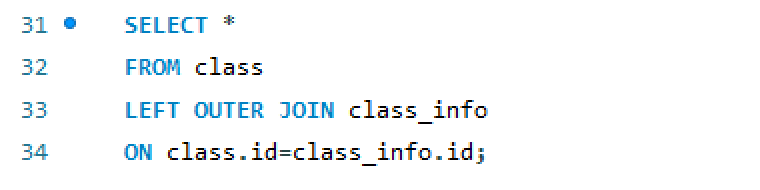 31 SELECT *
32 FROM class
33 LEFT OUTER JOIN class_info
34 ON class.id=class_info.id;